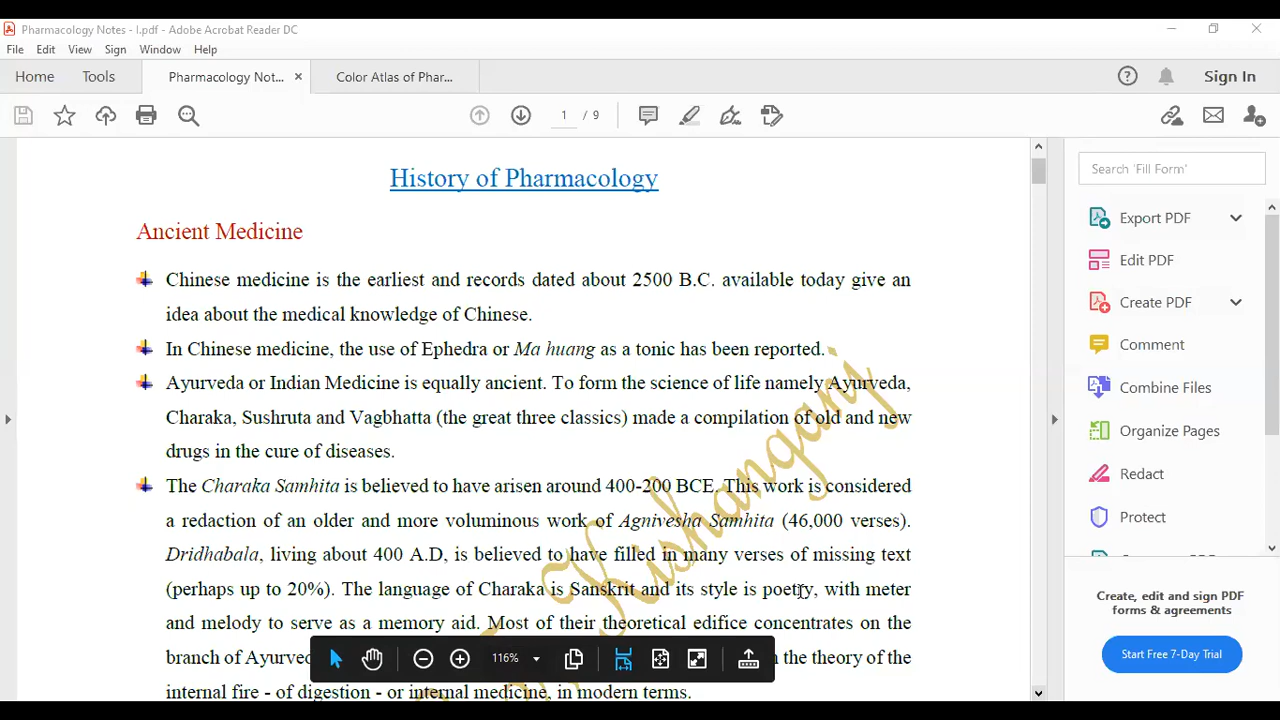 Pharmacology Notes - I.pdf - Adobe Acrobat Reader DC
File Edit View Sign Window Help
Home Tools Pharmacology Not... × Color Atlas of Phar... Sign In
1 / 9
Search 'Fill Form'
History of Pharmacology
Export PDF
Ancient Medicine
Edit PDF
Chinese medicine is the earliest and records dated about 2500 B.C. available today give an
Create PDF
idea about the medical knowledge of Chinese.
In Chinese medicine, the use of Ephedra or Ma huang as a tonic has been reported.
Comment
Ayurveda or Indian Medicine is equally ancient. To form the science of life namely Ayurveda,
Combine Files
Charaka, Sushruta and Vagbhatta (the great three classics) made a compilation of old and new
Organize Pages
drugs in the cure of diseases.
Redact
The Charaka Samhita is believed to have arisen around 400-200 BCE. This work is considered
a redaction of an older and more voluminous work of Agnivesha Samhita (46,000 verses).
Protect
Dridhabala, living about 400 A.D, is believed to have filled in many verses of missing text
(perhaps up to 20%). The language of Charaka is Sanskrit and its style is poetry, with meter
Create, edit and sign PDF
forms & agreements
and melody to serve as a memory aid. Most of their theoretical edifice concentrates on the
branch of Ayurved the theory of the
116%
Start Free 7-Day Trial
internal fire - of digestion - or internal medicine, in modern terms.
Kishangani